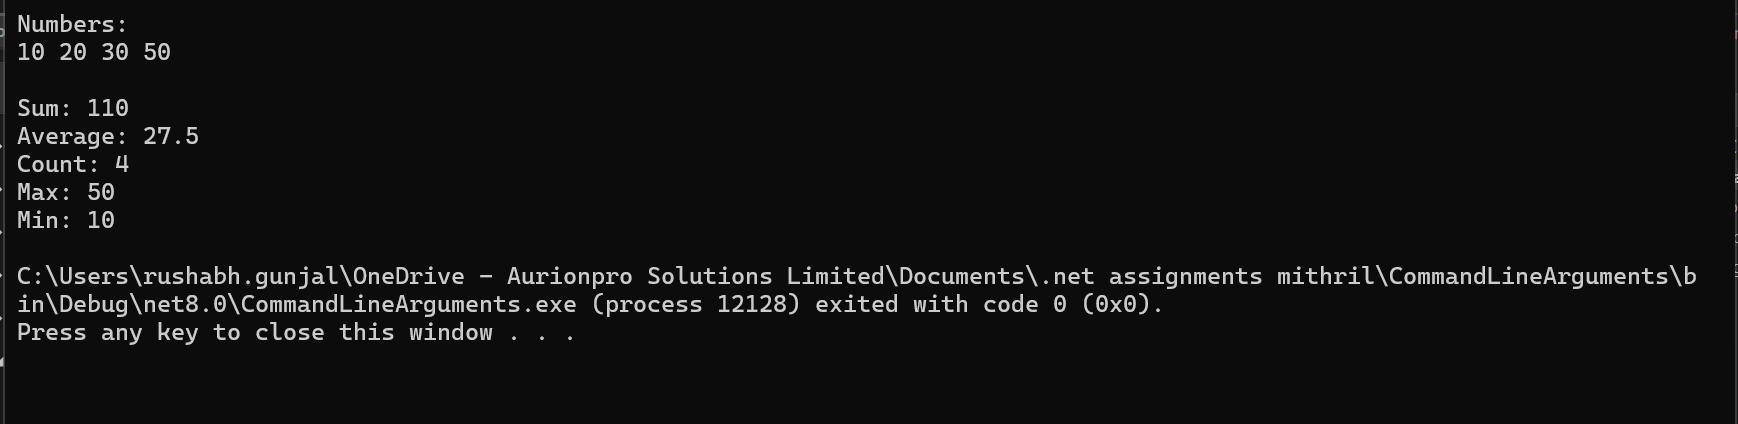 Numbers:
10 20 30 50
Sum: 110
Average: 27.5
Count: 4
Max: 50
Min: 10
C:\Users\rushabh.gunjal\OneDrive - Aurionpro Solutions Limited\Documents\.net assignments mithril\CommandLineArguments\b
in\Debug\net8.0\CommandLineArguments.exe (process 12128) exited with code 0 (0x0).
Press any key to close this window . . .